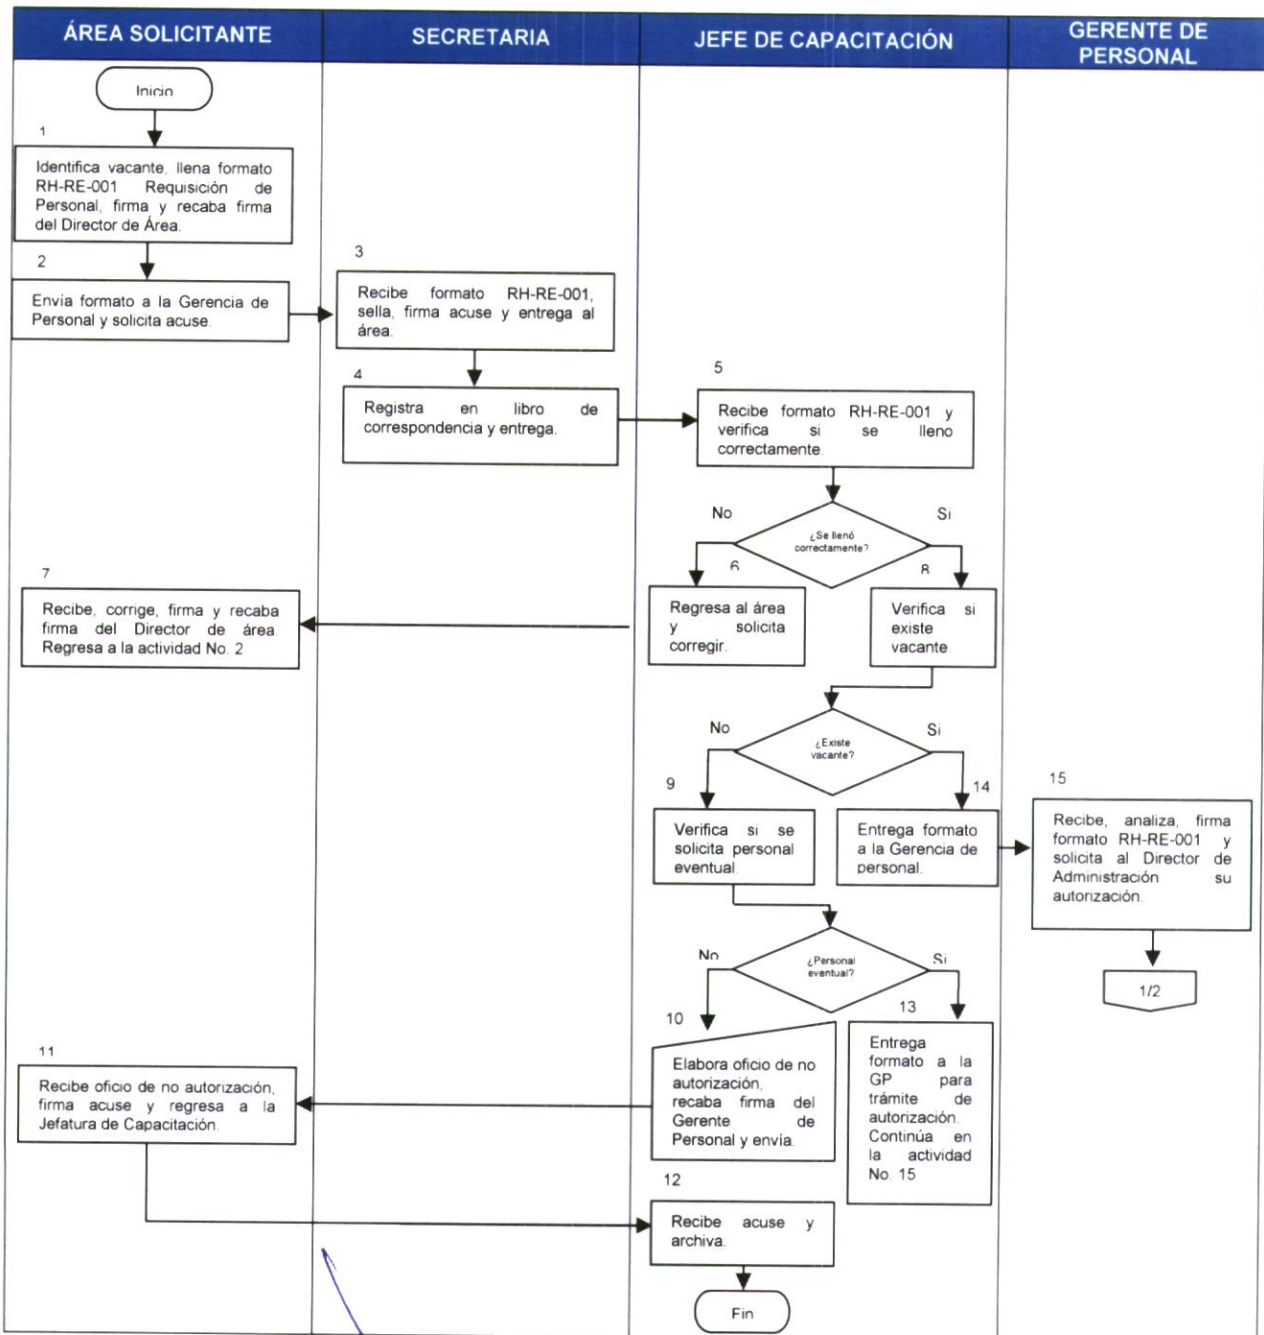 ÁREA SOLICITANTE
SECRETARIA
JEFE DE CAPACITACIÓN
GERENTE DE
PERSONAL
Inicio
1
Identifica vacante, llena formato
RH-RE-001 Requisición de
Personal, firma y recaba firma
del Director de Área.
2
Envía formato a la Gerencia de
Personal y solicita acuse.
3
Recibe formato RH-RE-001,
sella, firma acuse y entrega al
área.
4
Registra en libro de
correspondencia y entrega.
5
Recibe formato RH-RE-001 y
verifica si se lleno
correctamente.
¿Se llenó
correctamente?
No
Si
6
Regresa al área
y solicita
corregir.
7
Recibe, corrige, firma y recaba
firma del Director de área.
Regresa a la actividad No. 2
8
Verifica si
existe
vacante.
¿Existe
vacante?
No
Si
9
Verifica si se
solicita personal
eventual.
14
Entrega formato
a la Gerencia de
personal.
15
Recibe, analiza, firma
formato RH-RE-001 y
solicita al Director de
Administración su
autorización.
1/2
¿Personal
eventual?
No
Si
10
Elabora oficio de no
autorización,
recaba firma del
Gerente de
Personal y envía.
13
Entrega
formato a la
GP para
trámite de
autorización.
Continúa en
la actividad
No. 15
11
Recibe oficio de no autorización,
firma acuse y regresa a la
Jefatura de Capacitación.
12
Recibe acuse y
archiva.
Fin